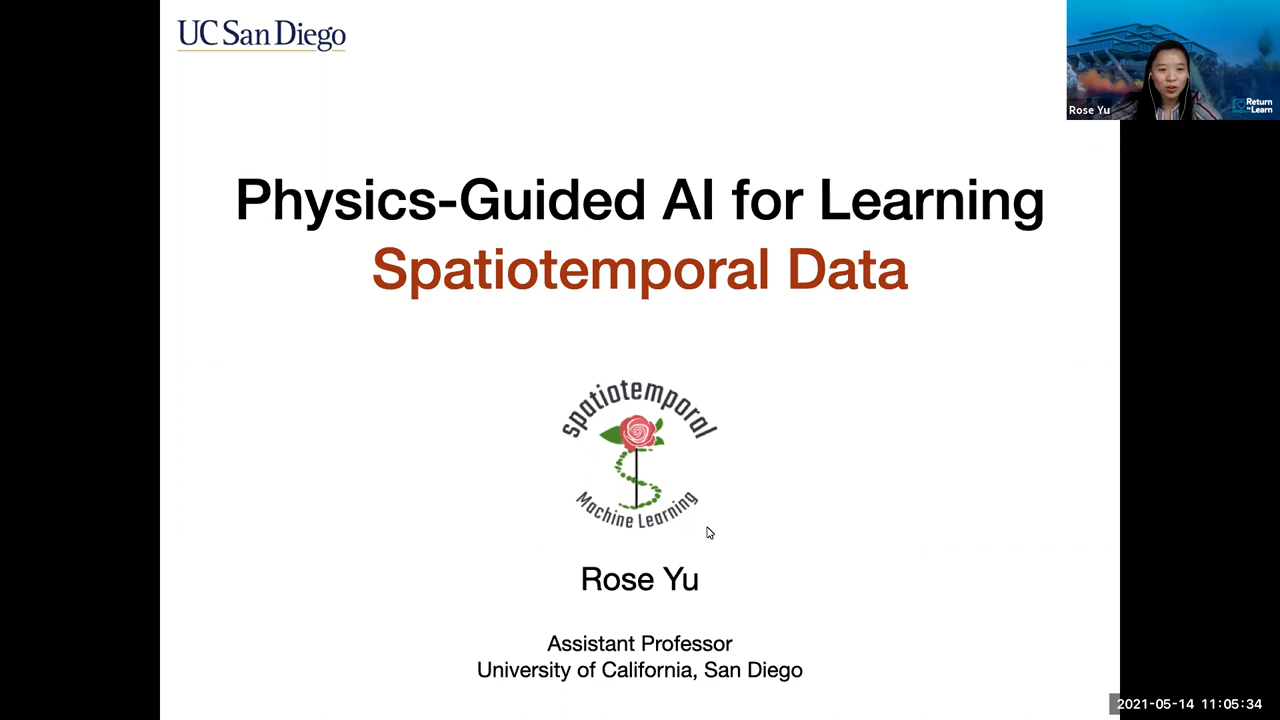 UC San Diego
Rose Yu
Return to Learn
Physics-Guided AI for Learning
Spatiotemporal Data
spatiotemporal
Machine Learning
Rose Yu
Assistant Professor
University of California, San Diego
2021-05-14 11:05:34